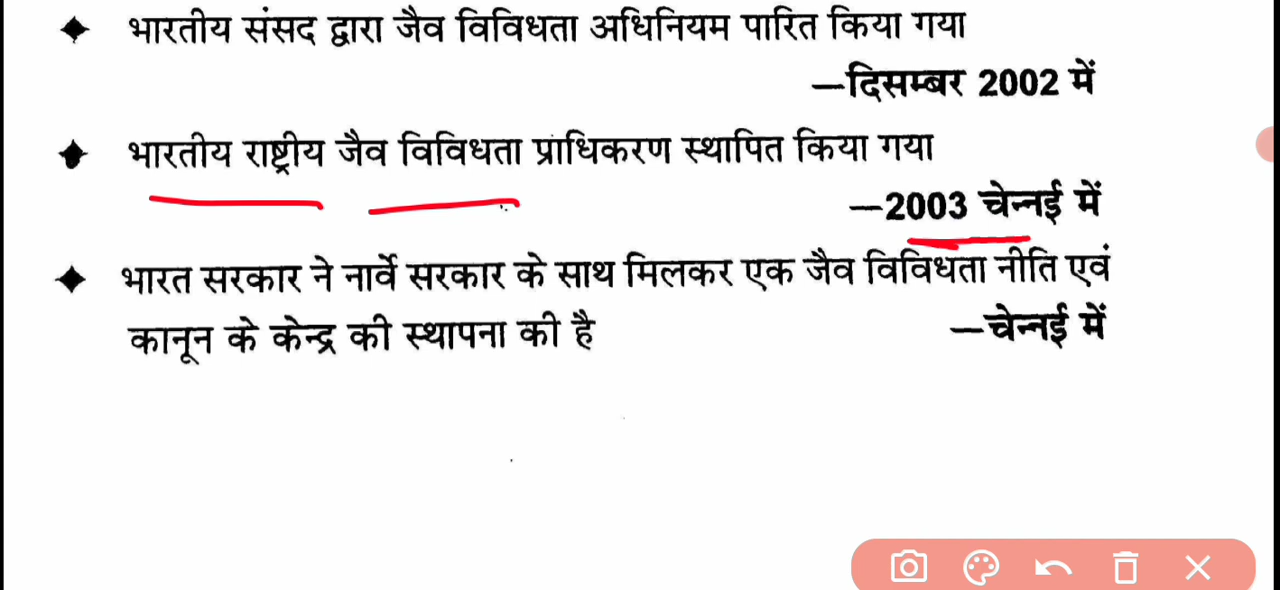 भारतीय संसद द्वारा जैव विविधता अधिनियम पारित किया गया
—दिसम्बर 2002 में
भारतीय राष्ट्रीय जैव विविधता प्राधिकरण स्थापित किया गया
—2003 चेन्नई में
भारत सरकार ने नार्वे सरकार के साथ मिलकर एक जैव विविधता नीति एवं
कानून के केन्द्र की स्थापना की है
—चेन्नई में